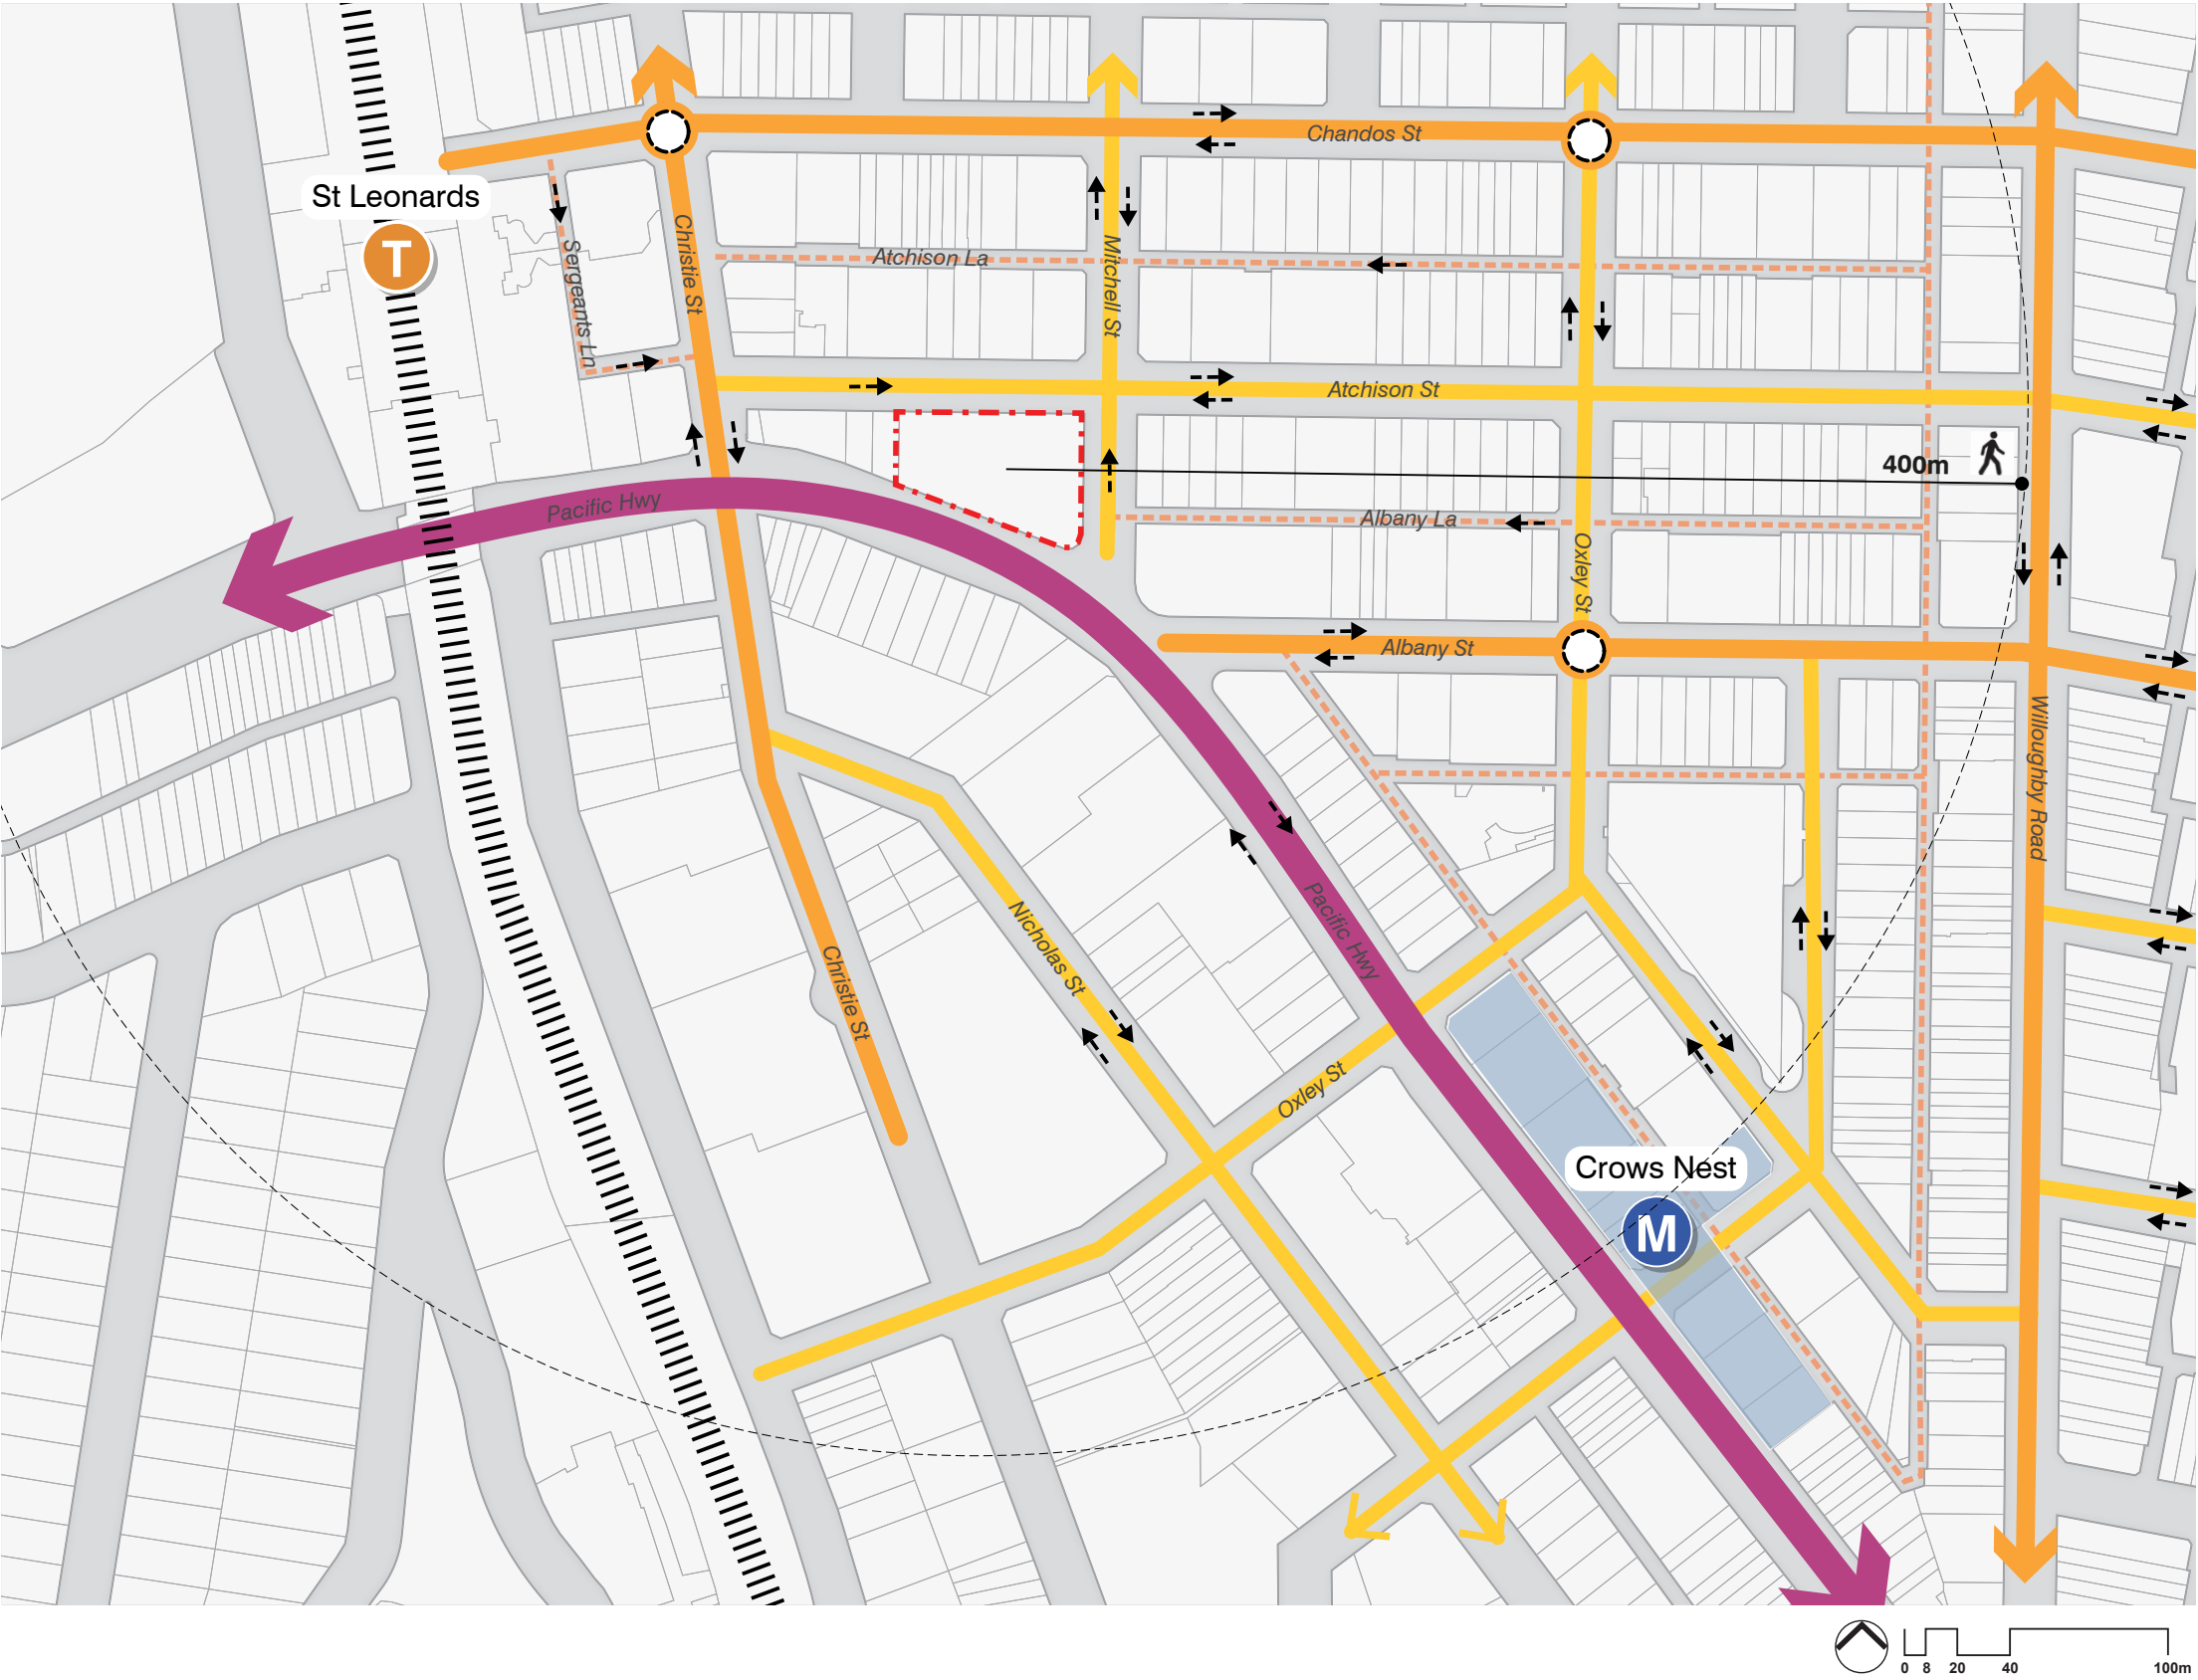 Chandos St
St Leonards
T
Christie St
Sergeants Ln
Atchison La
Mitchell St
Atchison St
400m
Pacific Hwy
Albany La
Oxley St
Albany St
Willoughby Road
Pacific Hwy
Nicholas St
Christie St
Oxley St
Crows Nest
M
0 8 20 40 100m